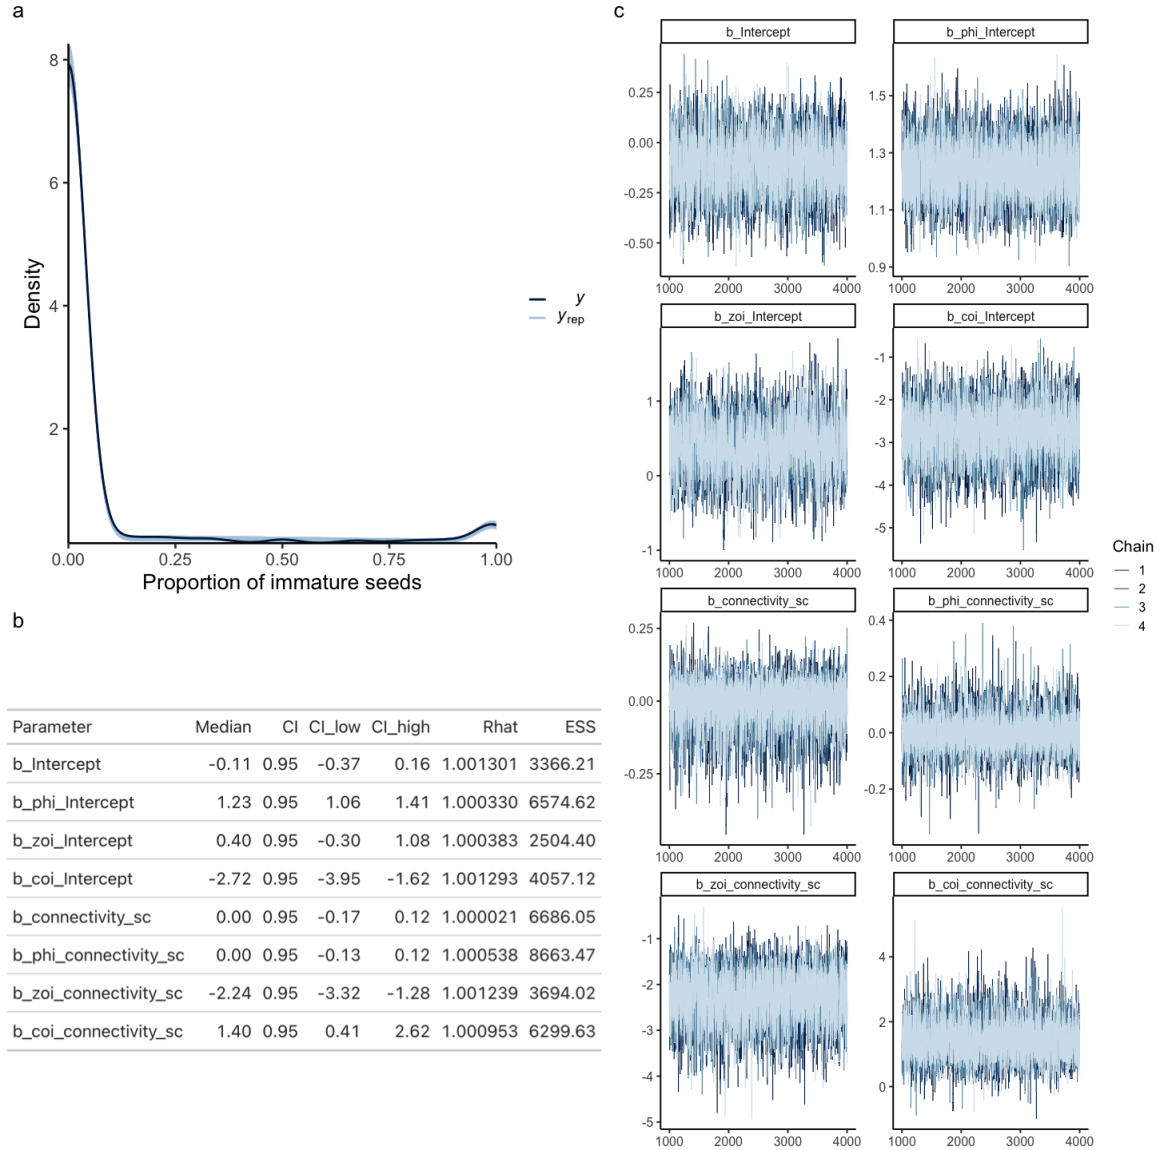 a
8
6
4
2
Density
0.00 0.25 0.50 0.75 1.00
Proportion of immature seeds
y
yrep
b
Parameter Median CI CI_low CI_high Rhat ESS
b_Intercept -0.11 0.95 -0.37 0.16 1.001301 3366.21
b_phi_Intercept 1.23 0.95 1.06 1.41 1.000330 6574.62
b_zoi_Intercept 0.40 0.95 -0.30 1.08 1.000383 2504.40
b_coi_Intercept -2.72 0.95 -3.95 -1.62 1.001293 4057.12
b_connectivity_sc 0.00 0.95 -0.17 0.12 1.000021 6686.05
b_phi_connectivity_sc 0.00 0.95 -0.13 0.12 1.000538 8663.47
b_zoi_connectivity_sc -2.24 0.95 -3.32 -1.28 1.001239 3694.02
b_coi_connectivity_sc 1.40 0.95 0.41 2.62 1.000953 6299.63
c
b_Intercept
0.25
0.00
-0.25
-0.50
1000 2000 3000 4000
b_phi_Intercept
1.5
1.3
1.1
0.9
1000 2000 3000 4000
b_zoi_Intercept
1
0
-1
1000 2000 3000 4000
b_coi_Intercept
-1
-2
-3
-4
-5
1000 2000 3000 4000
b_connectivity_sc
0.25
0.00
-0.25
1000 2000 3000 4000
b_phi_connectivity_sc
0.4
0.2
0.0
-0.2
1000 2000 3000 4000
b_zoi_connectivity_sc
-1
-2
-3
-4
-5
1000 2000 3000 4000
b_coi_connectivity_sc
4
2
0
1000 2000 3000 4000
Chain
1
2
3
4